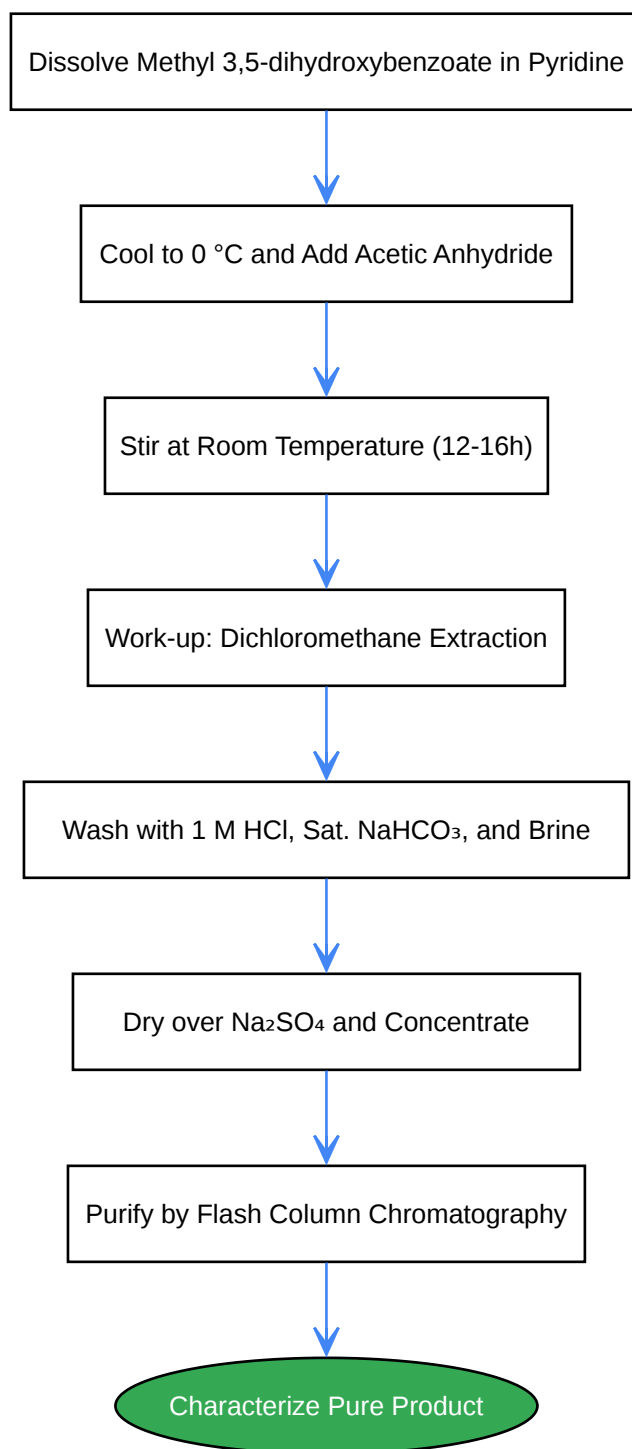 Dissolve Methyl 3,5-dihydroxybenzoate in Pyridine
Cool to 0 °C and Add Acetic Anhydride
Stir at Room Temperature (12-16h)
Work-up: Dichloromethane Extraction
Wash with 1 M HCl, Sat. NaHCO₃, and Brine
Dry over Na₂SO₄ and Concentrate
Purify by Flash Column Chromatography
Characterize Pure Product